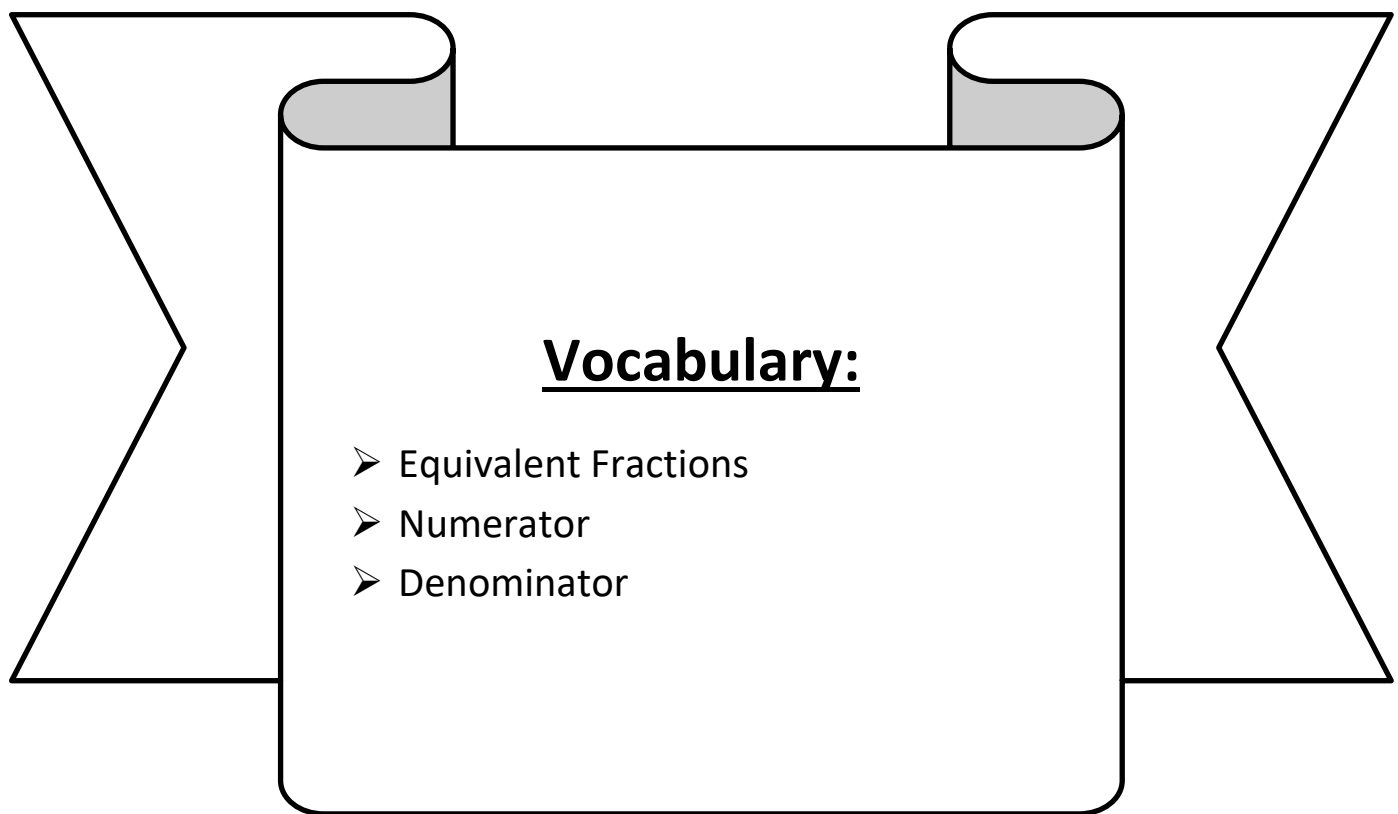 Vocabulary:
➢ Equivalent Fractions
➢ Numerator
➢ Denominator